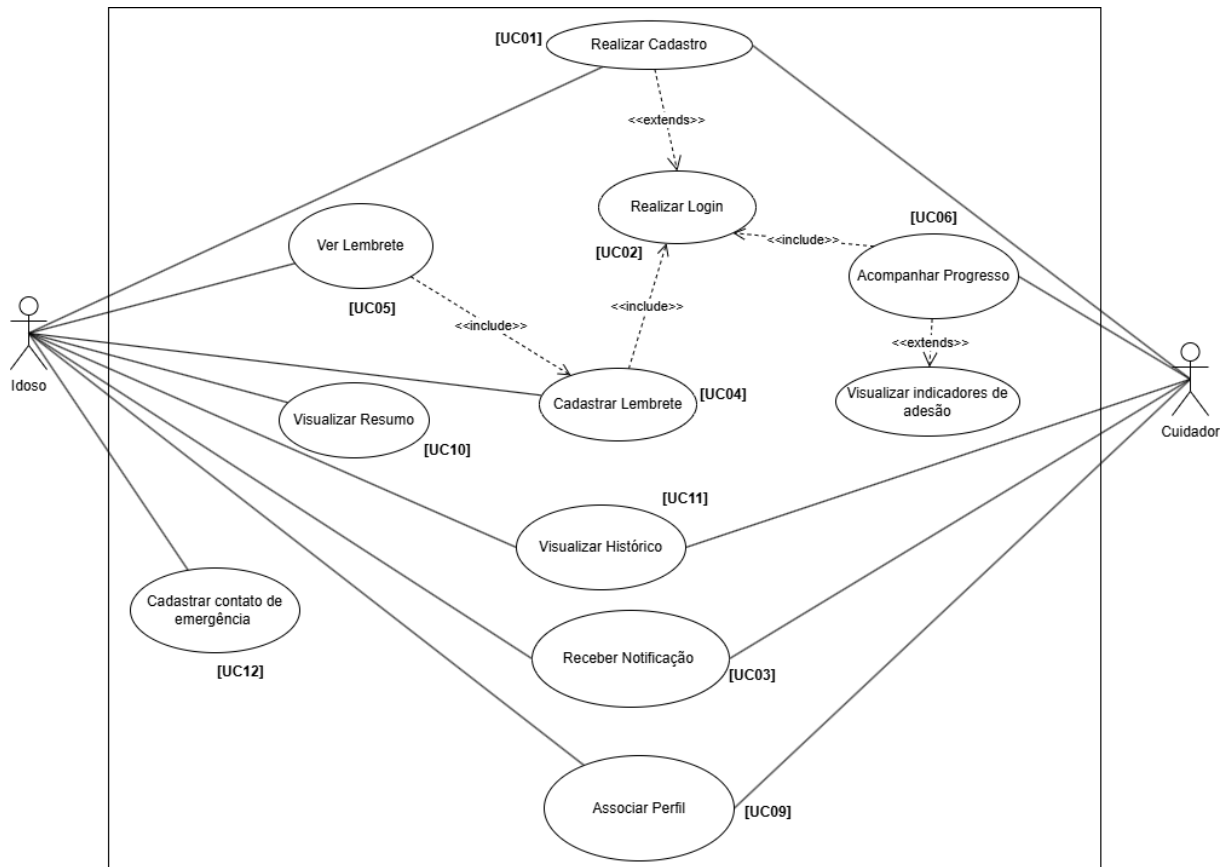 [UC01]
Realizar Cadastro
<<extends>>
Realizar Login
[UC02]
[UC06]
Ver Lembrete
[UC05]
<<include>>
Acompanhar Progresso
<<include>>
<<include>>
<<extends>>
Idoso
Visualizar Resumo
[UC10]
Cadastrar Lembrete
[UC04]
Visualizar indicadores de
adesão
Cuidador
[UC11]
Visualizar Histórico
Cadastrar contato de
emergência
[UC12]
Receber Notificação
[UC03]
Associar Perfil
[UC09]